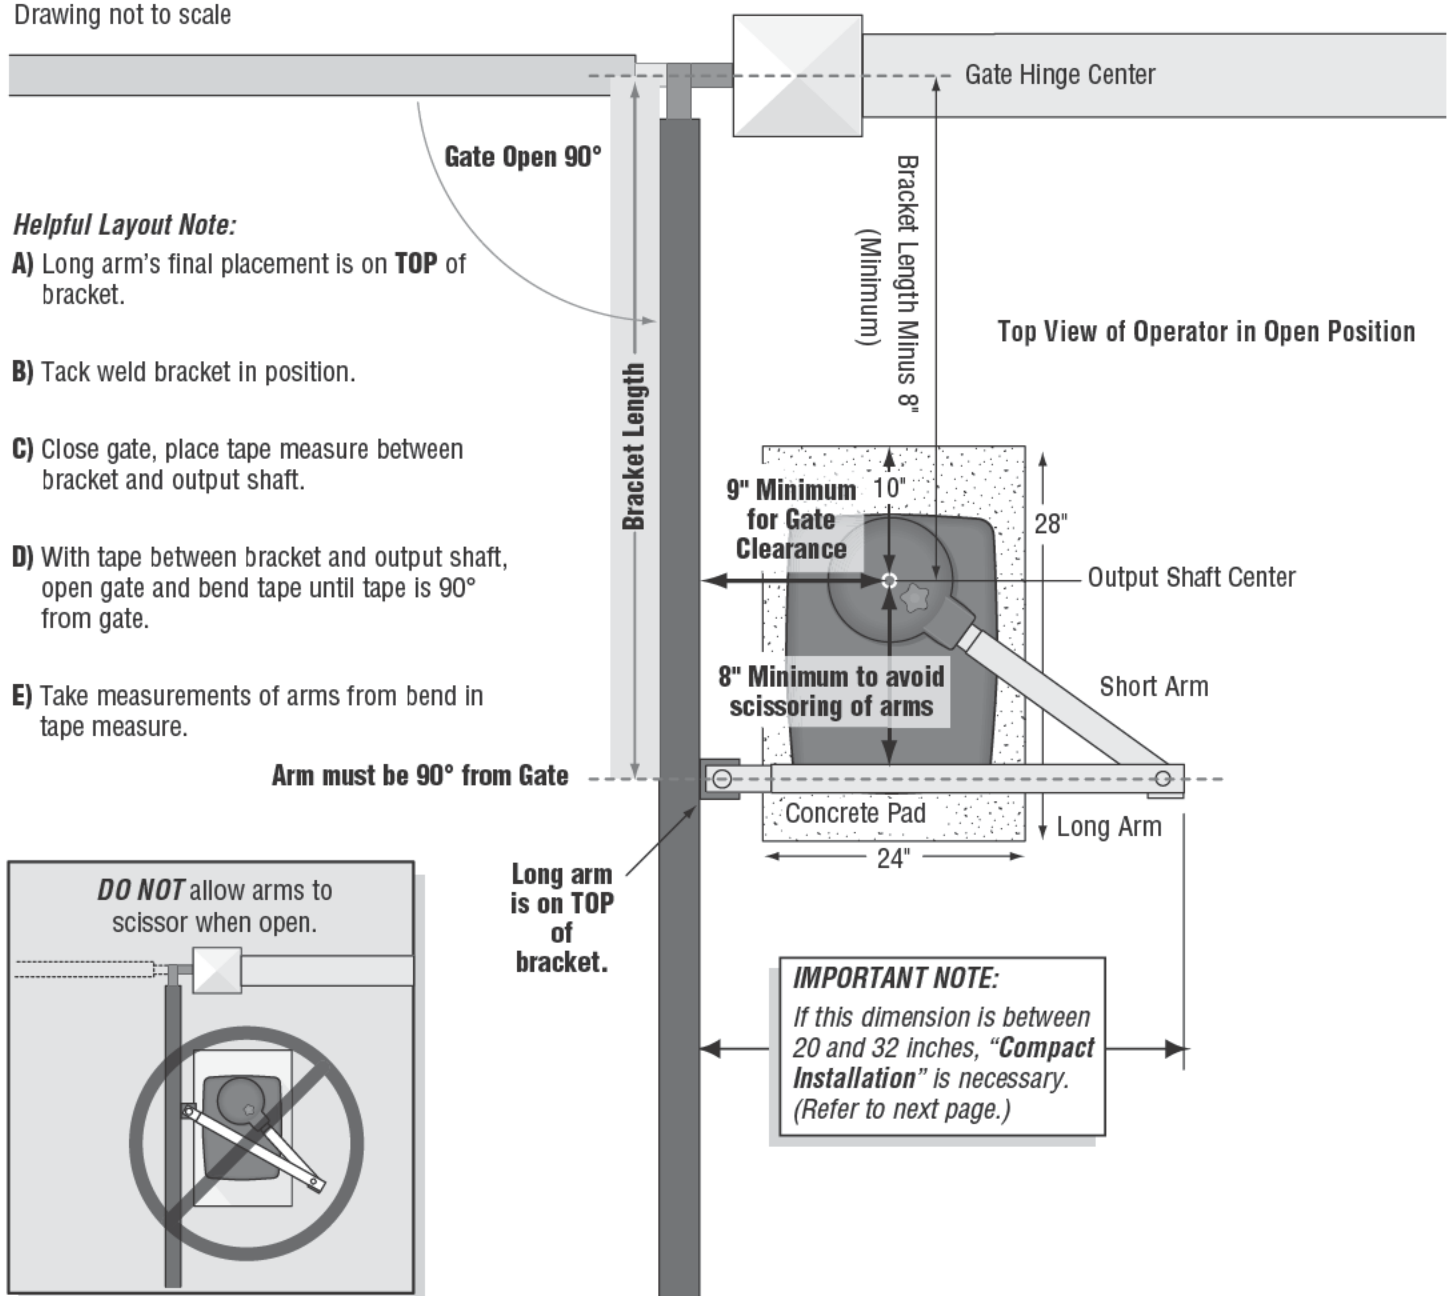 Drawing not to scale
Gate Hinge Center
Gate Open 90°
Bracket Length Minus 8"
(Minimum)
Helpful Layout Note:
A) Long arm's final placement is on TOP of
bracket.
B) Tack weld bracket in position.
C) Close gate, place tape measure between
bracket and output shaft.
D) With tape between bracket and output shaft,
open gate and bend tape until tape is 90°
from gate.
E) Take measurements of arms from bend in
tape measure.
Top View of Operator in Open Position
Bracket Length
9" Minimum
for Gate
Clearance
10"
28"
Output Shaft Center
8" Minimum to avoid
scissoring of arms
Short Arm
Arm must be 90° from Gate
Concrete Pad
Long Arm
24"
Long arm
is on TOP
of
bracket.
DO NOT allow arms to
scissor when open.
IMPORTANT NOTE:
If this dimension is between
20 and 32 inches, “Compact
Installation” is necessary.
(Refer to next page.)